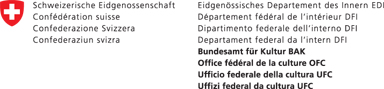 Schweizerische Eidgenossenschaft
Confédération suisse
Confederazione Svizzera
Confederaziun svizra
Eidgenössisches Departement des Innern EDI
Département fédéral de l'intérieur DFI
Dipartimento federale dell'interno DFI
Departament federal da l'intern DFI
Bundesamt für Kultur BAK
Office fédéral de la culture OFC
Ufficio federale della cultura UFC
Uffizi federal da cultura UFC